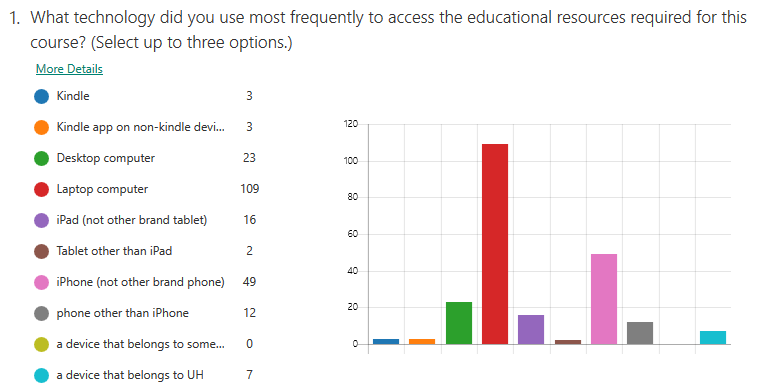 1. What technology did you use most frequently to access the educational resources required for this
course? (Select up to three options.)
More Details
Kindle 3
Kindle app on non-kindle devi... 3
Desktop computer 23
Laptop computer 109
iPad (not other brand tablet) 16
Tablet other than iPad 2
iPhone (not other brand phone) 49
phone other than iPhone 12
a device that belongs to some... 0
a device that belongs to UH 7
120
100
80
60
40
20
0